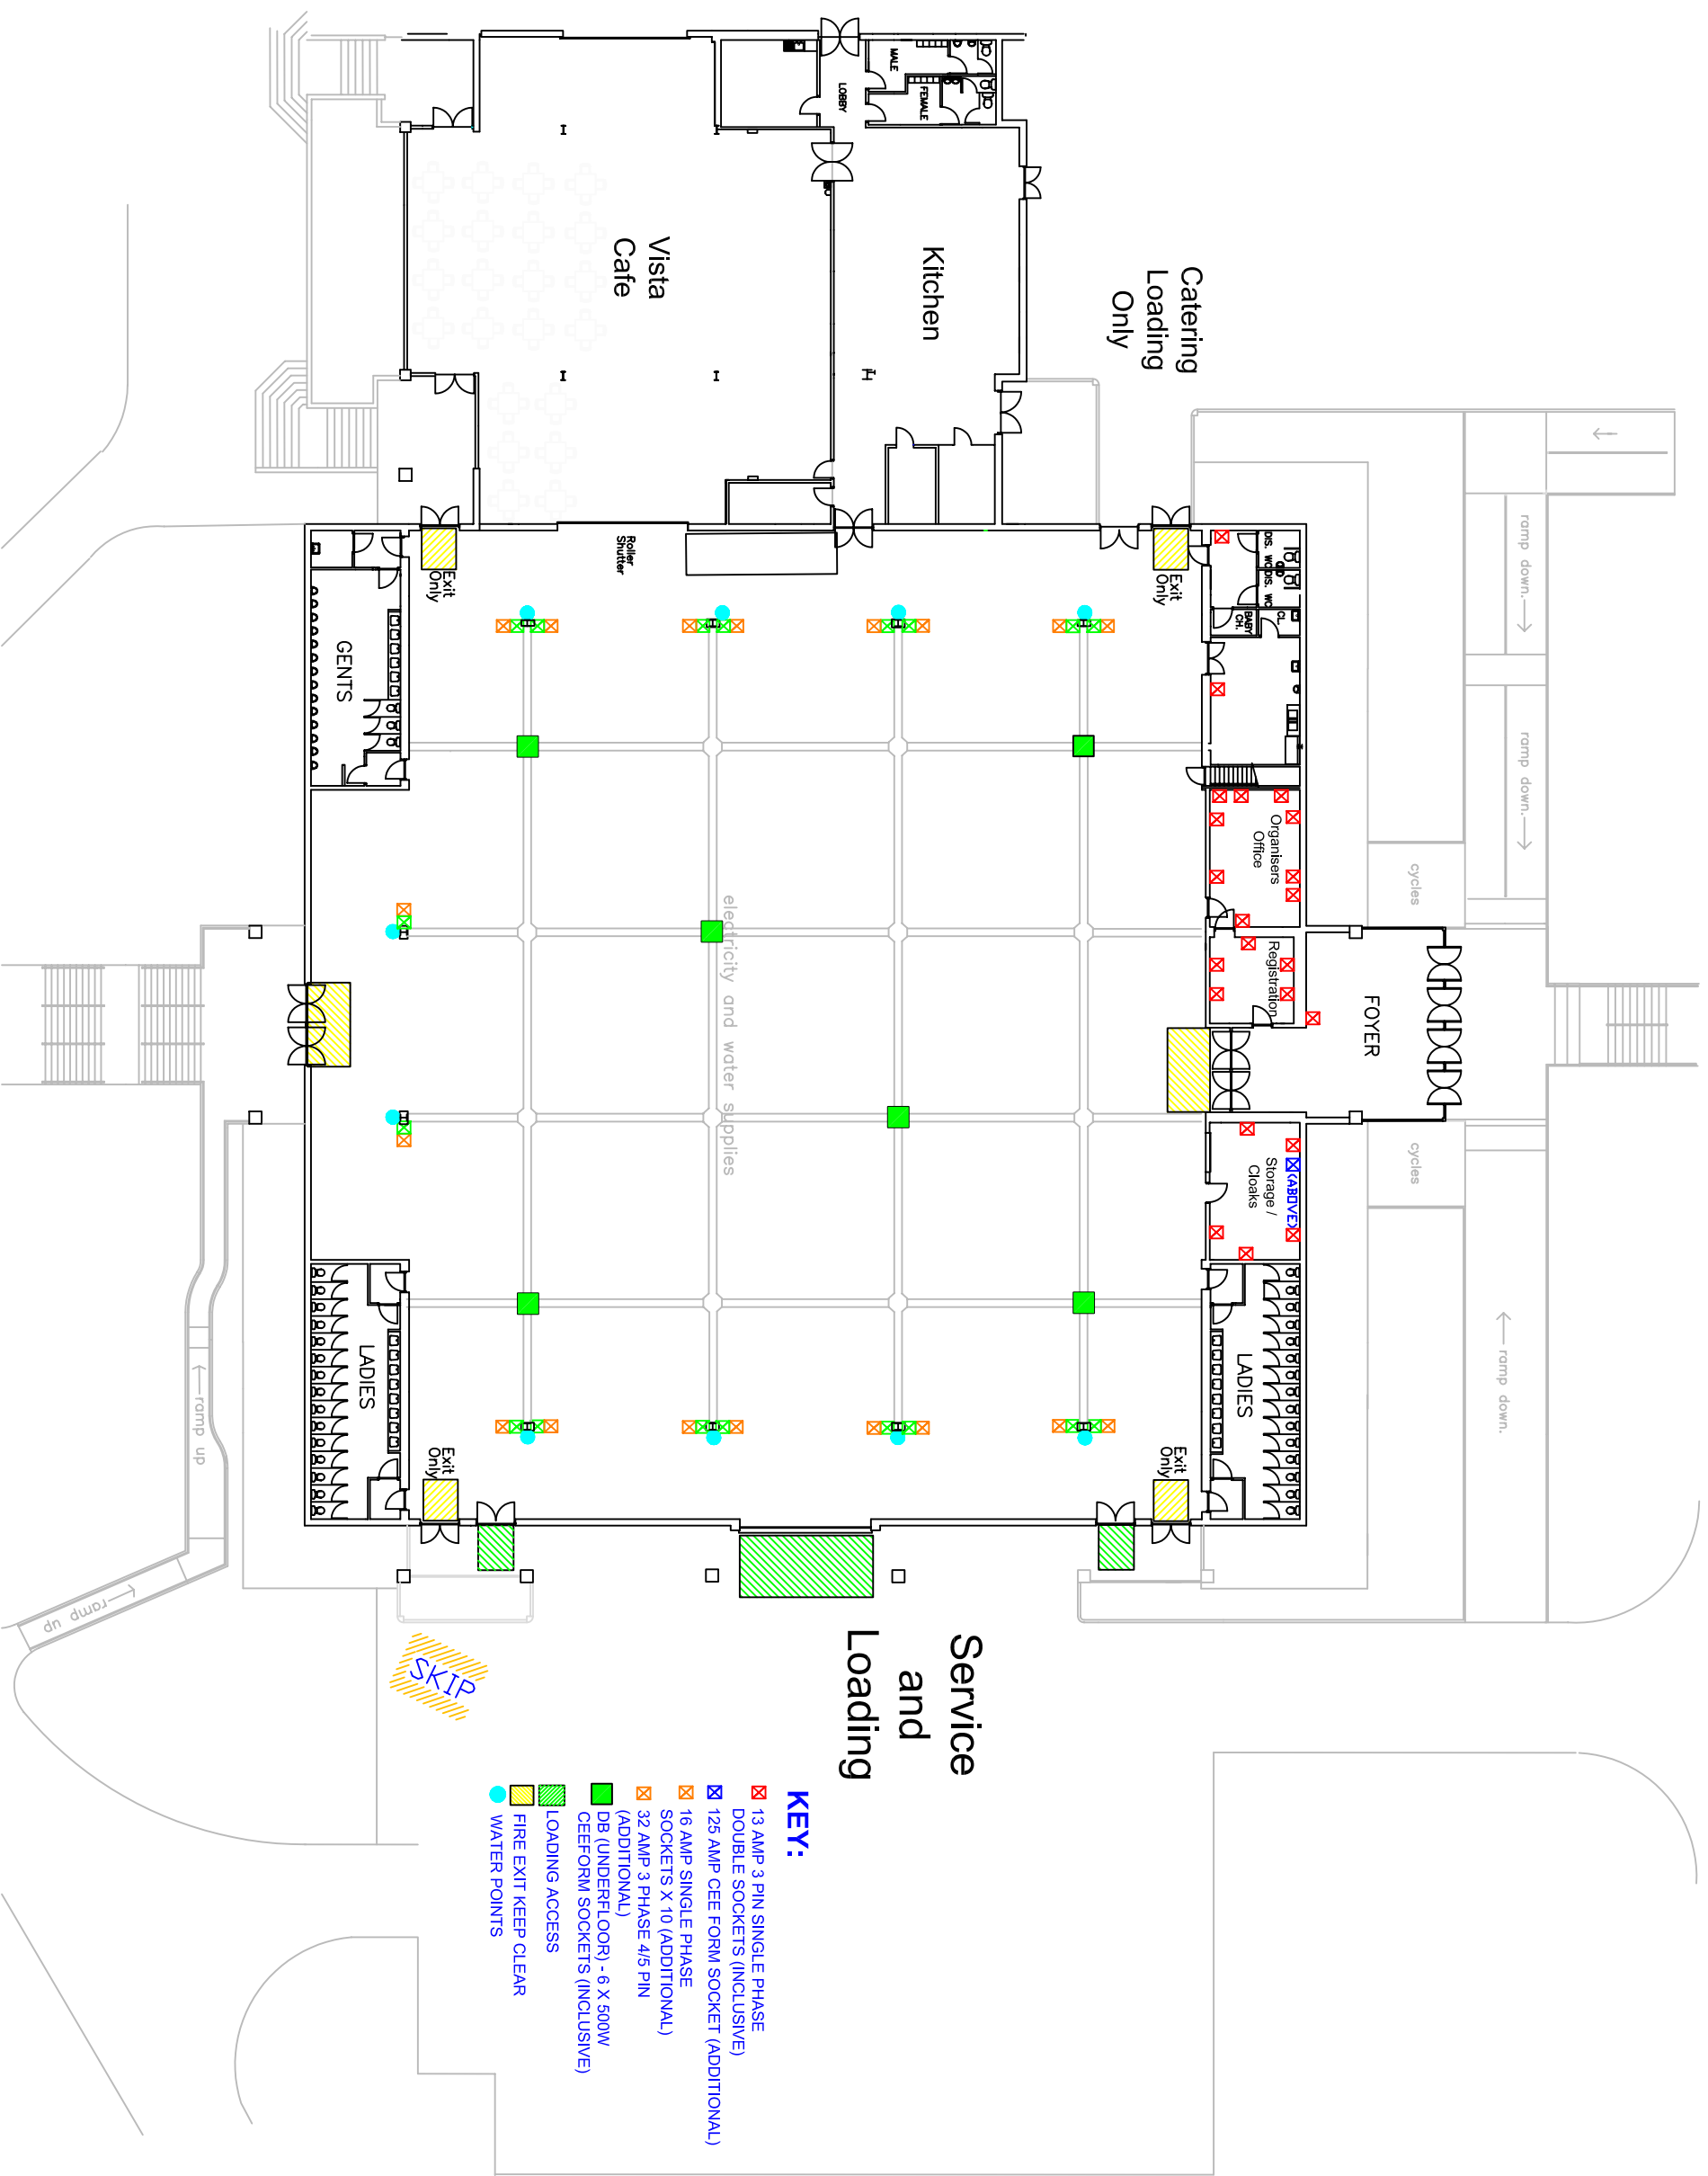 MALE
FEMALE
LOBBY
Vista
Cafe
Kitchen
Catering
Loading
Only
ramp down.
ramp down.
cycles
cycles
ramp down.
Roller
Shutter
Exit
Only
Exit
Only
DIS. WC
DIS. WC
BABY
CH.
CL.
GENTS
Organisers
Office
Registration
FOYER
electricity and water supplies
Storage /
Cloaks
(ABOVE)
LADIES
LADIES
Exit
Only
Exit
Only
ramp up
ramp up
SKIP
Service
and
Loading
KEY:
13 AMP 3 PIN SINGLE PHASE
DOUBLE SOCKETS (INCLUSIVE)
125 AMP CEE FORM SOCKET (ADDITIONAL)
16 AMP SINGLE PHASE
SOCKETS X 10 (ADDITIONAL)
32 AMP 3 PHASE 4/5 PIN
(ADDITIONAL)
DB (UNDERFLOOR) - 6 X 500W
CEEFORM SOCKETS (INCLUSIVE)
LOADING ACCESS
FIRE EXIT KEEP CLEAR
WATER POINTS